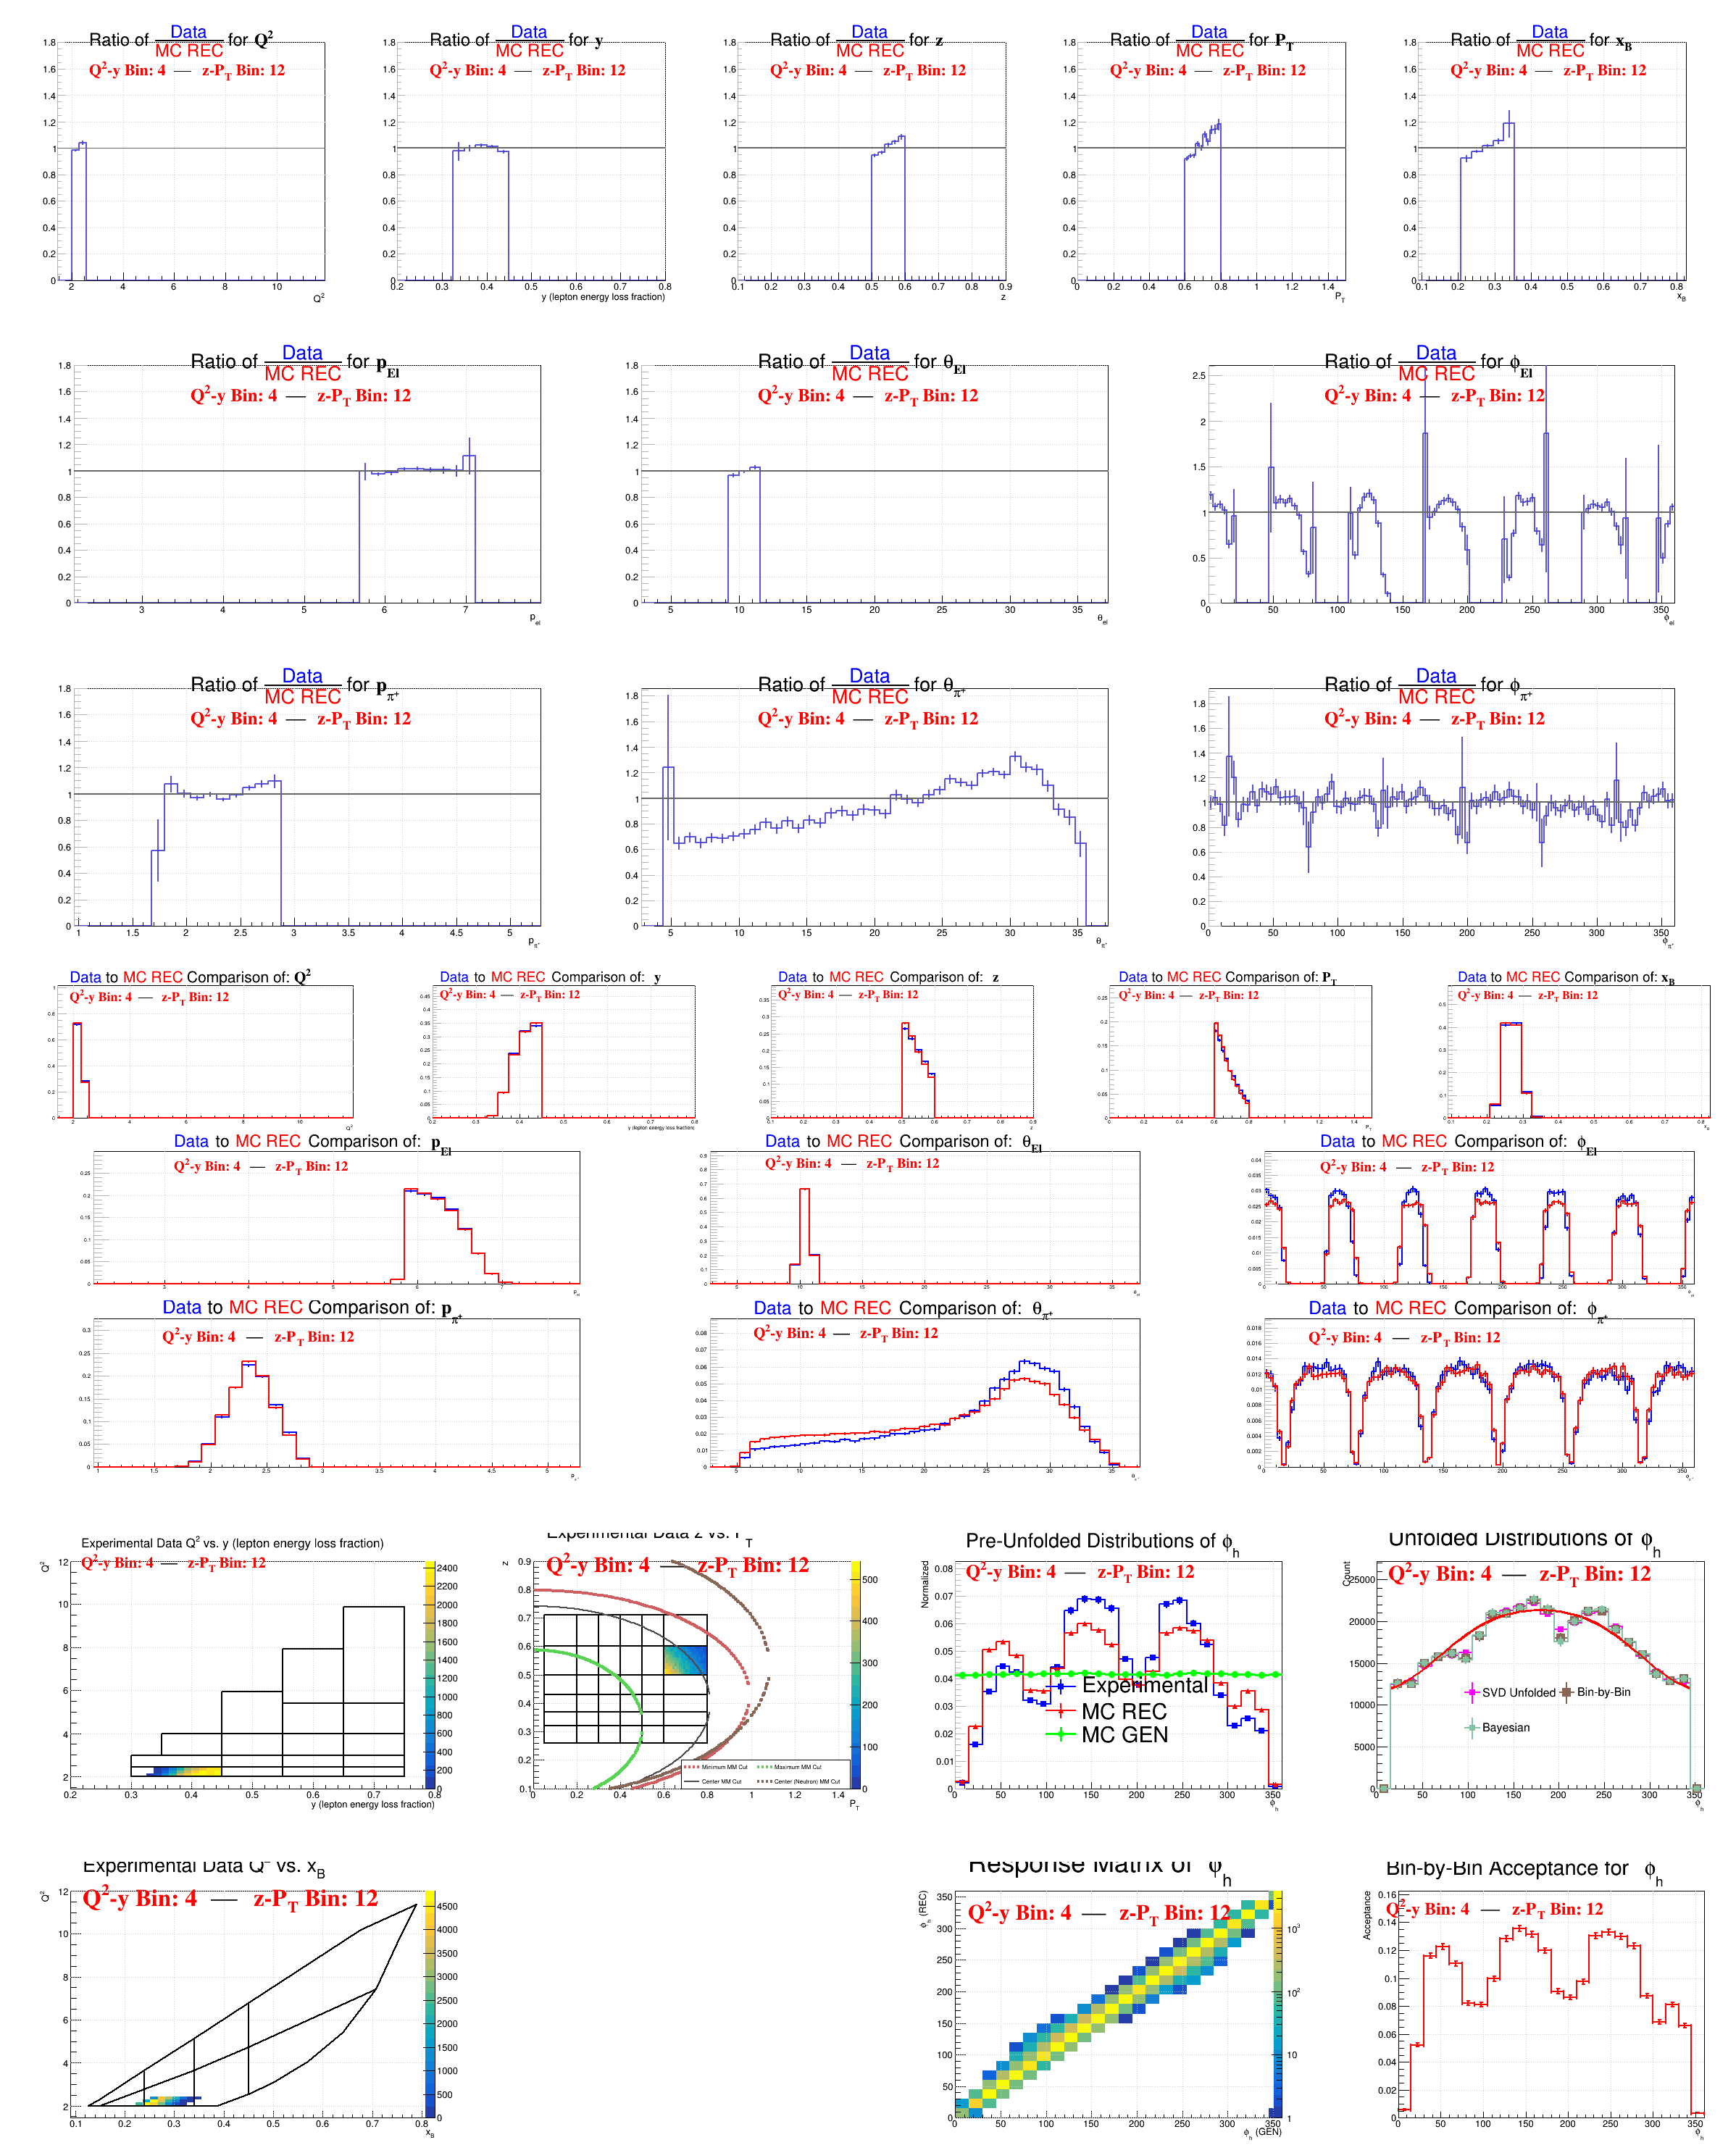 Ratio of Data/MC REC for Q²
Q²-y Bin: 4 — z-P_T Bin: 12
Q²
Ratio of Data/MC REC for y
Q²-y Bin: 4 — z-P_T Bin: 12
y (lepton energy loss fraction)
Ratio of Data/MC REC for z
Q²-y Bin: 4 — z-P_T Bin: 12
z
Ratio of Data/MC REC for P_T
Q²-y Bin: 4 — z-P_T Bin: 12
P_T
Ratio of Data/MC REC for x_B
Q²-y Bin: 4 — z-P_T Bin: 12
x_B
Ratio of Data/MC REC for p_El
Q²-y Bin: 4 — z-P_T Bin: 12
p_el
Ratio of Data/MC REC for θ_El
Q²-y Bin: 4 — z-P_T Bin: 12
θ_el
Ratio of Data/MC REC for ϕ_El
Q²-y Bin: 4 — z-P_T Bin: 12
ϕ_el
Ratio of Data/MC REC for p_π⁺
Q²-y Bin: 4 — z-P_T Bin: 12
p_π⁺
Ratio of Data/MC REC for θ_π⁺
Q²-y Bin: 4 — z-P_T Bin: 12
θ_π⁺
Ratio of Data/MC REC for ϕ_π⁺
Q²-y Bin: 4 — z-P_T Bin: 12
ϕ_π⁺
Data to MC REC Comparison of: Q²
Q²-y Bin: 4 — z-P_T Bin: 12
Data to MC REC Comparison of: y
Q²-y Bin: 4 — z-P_T Bin: 12
y (lepton energy loss fraction)
Data to MC REC Comparison of: z
Q²-y Bin: 4 — z-P_T Bin: 12
Data to MC REC Comparison of: P_T
Q²-y Bin: 4 — z-P_T Bin: 12
Data to MC REC Comparison of: x_B
Q²-y Bin: 4 — z-P_T Bin: 12
Data to MC REC Comparison of: p_El
Q²-y Bin: 4 — z-P_T Bin: 12
Data to MC REC Comparison of: θ_El
Q²-y Bin: 4 — z-P_T Bin: 12
Data to MC REC Comparison of: ϕ_El
Q²-y Bin: 4 — z-P_T Bin: 12
Data to MC REC Comparison of: p_π⁺
Q²-y Bin: 4 — z-P_T Bin: 12
Data to MC REC Comparison of: θ_π⁺
Q²-y Bin: 4 — z-P_T Bin: 12
Data to MC REC Comparison of: ϕ_π⁺
Q²-y Bin: 4 — z-P_T Bin: 12
Experimental Data Q² vs. y (lepton energy loss fraction)
Q²-y Bin: 4 — z-P_T Bin: 12
Q²
y (lepton energy loss fraction)
Experimental Data z vs. P_T
Q²-y Bin: 4 — z-P_T Bin: 12
z
Minimum MM Cut
Maximum MM Cut
Center MM Cut
Center (Neutron) MM Cut
P_T
Pre-Unfolded Distributions of ϕ_h
Q²-y Bin: 4 — z-P_T Bin: 12
Normalized
Experimental
MC REC
MC GEN
ϕ_h
Unfolded Distributions of ϕ_h
Q²-y Bin: 4 — z-P_T Bin: 12
Count
SVD Unfolded
Bin-by-Bin
Bayesian
ϕ_h
Experimental Data Q² vs. x_B
Q²-y Bin: 4 — z-P_T Bin: 12
Q²
x_B
Response Matrix of ϕ_h
Q²-y Bin: 4 — z-P_T Bin: 12
ϕ_h (REC)
ϕ_h (GEN)
Bin-by-Bin Acceptance for ϕ_h
Q²-y Bin: 4 — z-P_T Bin: 12
Acceptance
ϕ_h